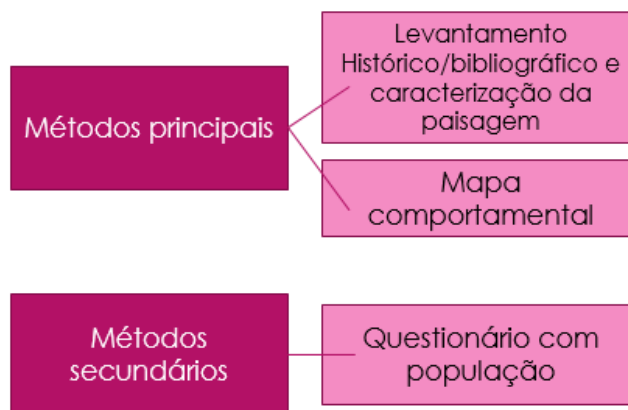 Métodos principais
Levantamento
Histórico/bibliográfico e
caracterização da
paisagem
Mapa
comportamental
Métodos
secundários
Questionário com
população